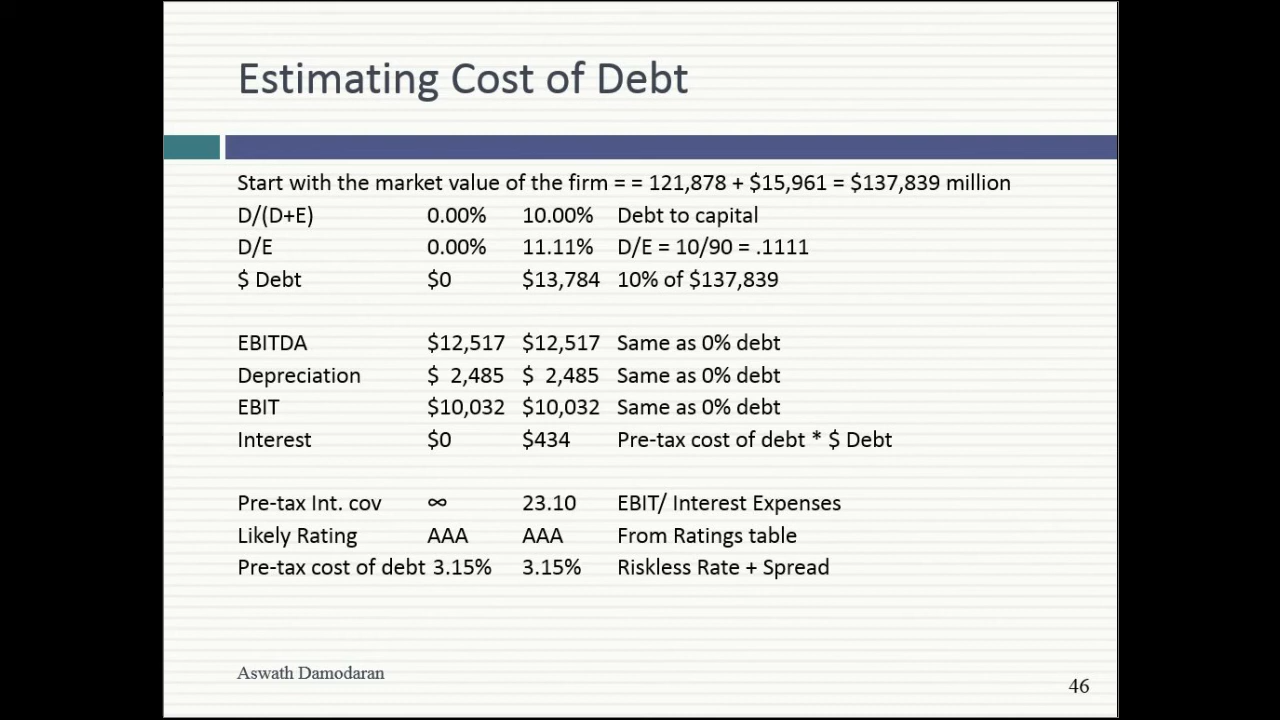 Estimating Cost of Debt
Start with the market value of the firm = = 121,878 + $15,961 = $137,839 million
D/(D+E) 0.00% 10.00% Debt to capital
D/E 0.00% 11.11% D/E = 10/90 = .1111
$ Debt $0 $13,784 10% of $137,839
EBITDA $12,517 $12,517 Same as 0% debt
Depreciation $ 2,485 $ 2,485 Same as 0% debt
EBIT $10,032 $10,032 Same as 0% debt
Interest $0 $434 Pre-tax cost of debt * $ Debt
Pre-tax Int. cov ∞ 23.10 EBIT/ Interest Expenses
Likely Rating AAA AAA From Ratings table
Pre-tax cost of debt 3.15% 3.15% Riskless Rate + Spread
Aswath Damodaran
46